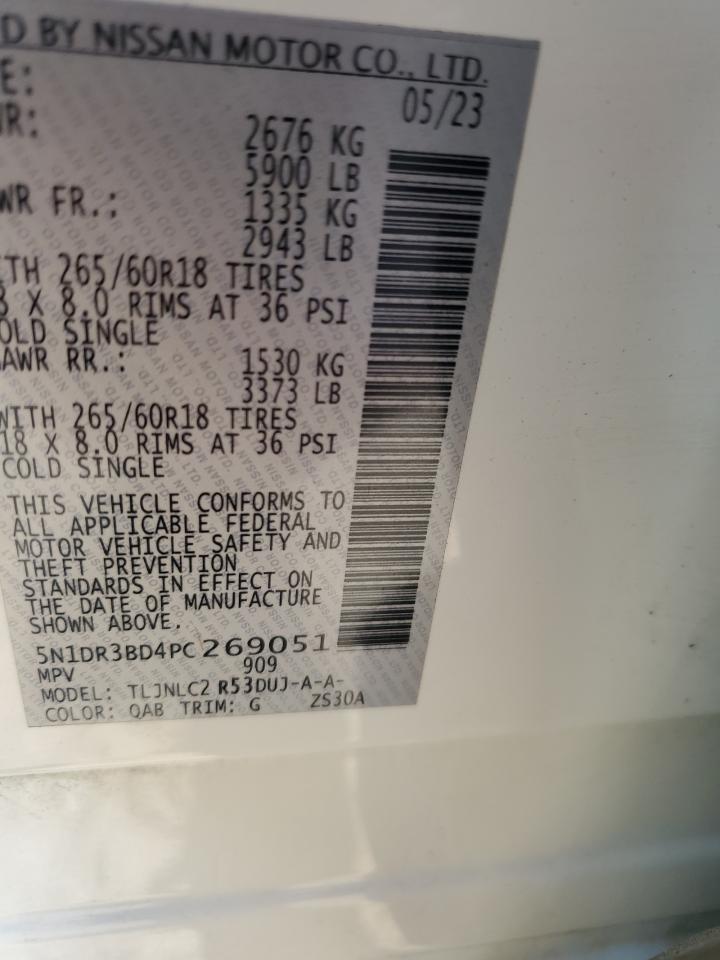 D BY NISSAN MOTOR CO., LTD.
E: 05/23
WR: 2676 KG
5900 LB
WR FR.: 1335 KG
2943 LB
TH 265/60R18 TIRES
8 X 8.0 RIMS AT 36 PSI
OLD SINGLE
AWR RR.: 1530 KG
3373 LB
WITH 265/60R18 TIRES
18 X 8.0 RIMS AT 36 PSI
COLD SINGLE
THIS VEHICLE CONFORMS TO
ALL APPLICABLE FEDERAL
MOTOR VEHICLE SAFETY AND
THEFT PREVENTION
STANDARDS IN EFFECT ON
THE DATE OF MANUFACTURE
SHOWN ABOVE.
5N1DR3BD4PC269051
MPV 909
MODEL: TLJNLC2 R53DUJ-A-A-
COLOR: QAB TRIM: G ZS30A